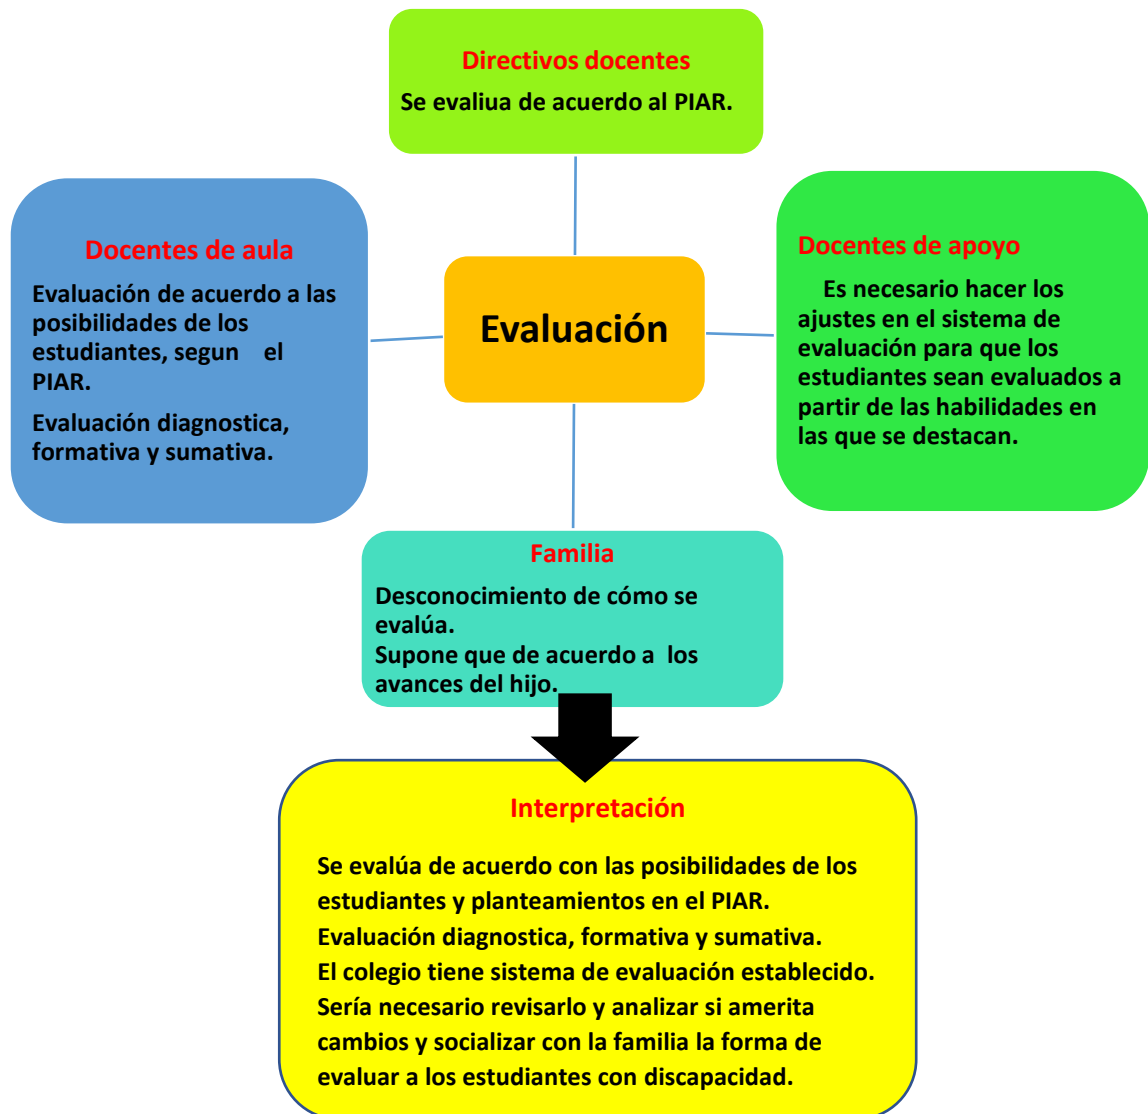 Directivos docentes
Se evaliua de acuerdo al PIAR.
Docentes de aula
Evaluación de acuerdo a las
posibilidades de los
estudiantes, segun el
PIAR.
Evaluación diagnostica,
formativa y sumativa.
Evaluación
Docentes de apoyo
Es necesario hacer los
ajustes en el sistema de
evaluación para que los
estudiantes sean evaluados a
partir de las habilidades en
las que se destacan.
Familia
Desconocimiento de cómo se
evalúa.
Supone que de acuerdo a los
avances del hijo.
Interpretación
Se evalúa de acuerdo con las posibilidades de los
estudiantes y planteamientos en el PIAR.
Evaluación diagnostica, formativa y sumativa.
El colegio tiene sistema de evaluación establecido.
Sería necesario revisarlo y analizar si amerita
cambios y socializar con la familia la forma de
evaluar a los estudiantes con discapacidad.